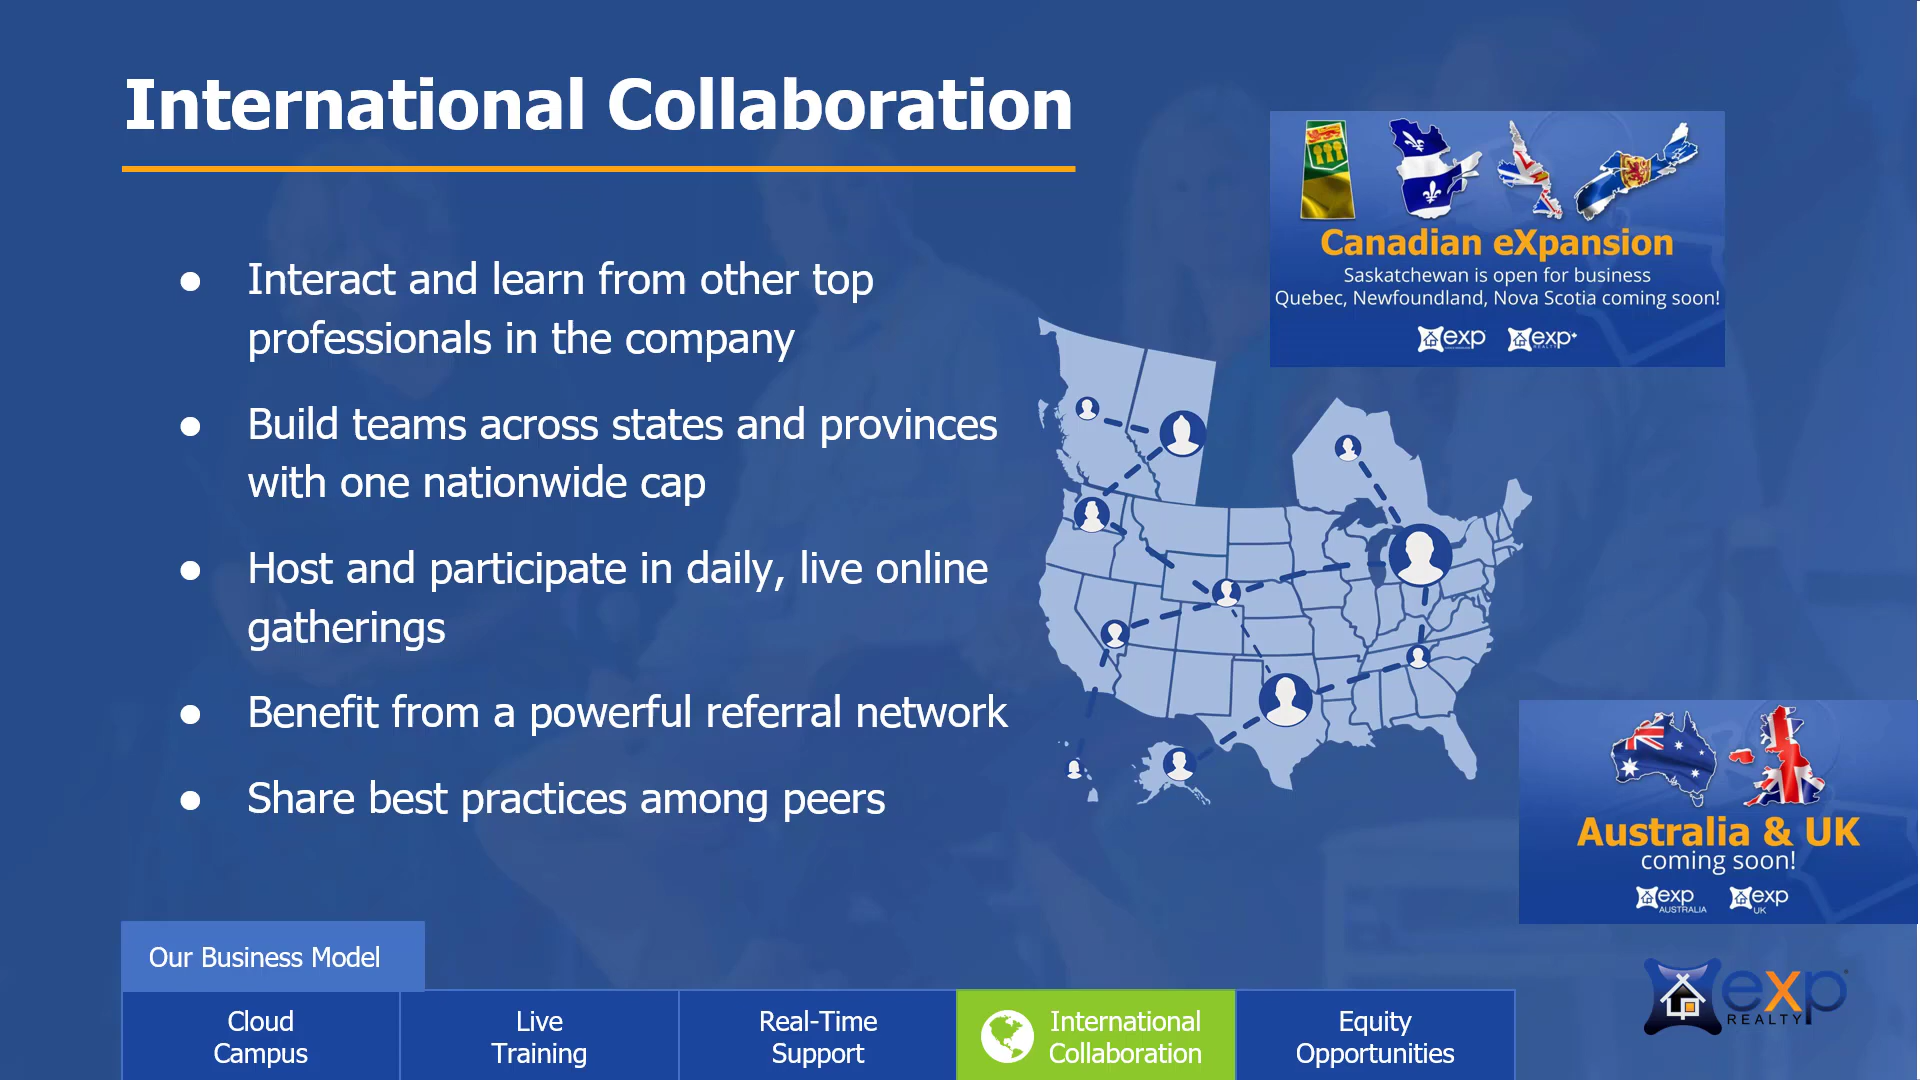 International Collaboration
● Interact and learn from other top
professionals in the company
● Build teams across states and provinces
with one nationwide cap
● Host and participate in daily, live online
gatherings
● Benefit from a powerful referral network
● Share best practices among peers
Canadian eXpansion
Saskatchewan is open for business
Quebec, Newfoundland, Nova Scotia coming soon!
exp exp
REALTY
Australia & UK
coming soon!
exp exp
AUSTRALIA UK
Our Business Model
Cloud
Campus
Live
Training
Real-Time
Support
International
Collaboration
Equity
Opportunities
eXp
REALTY